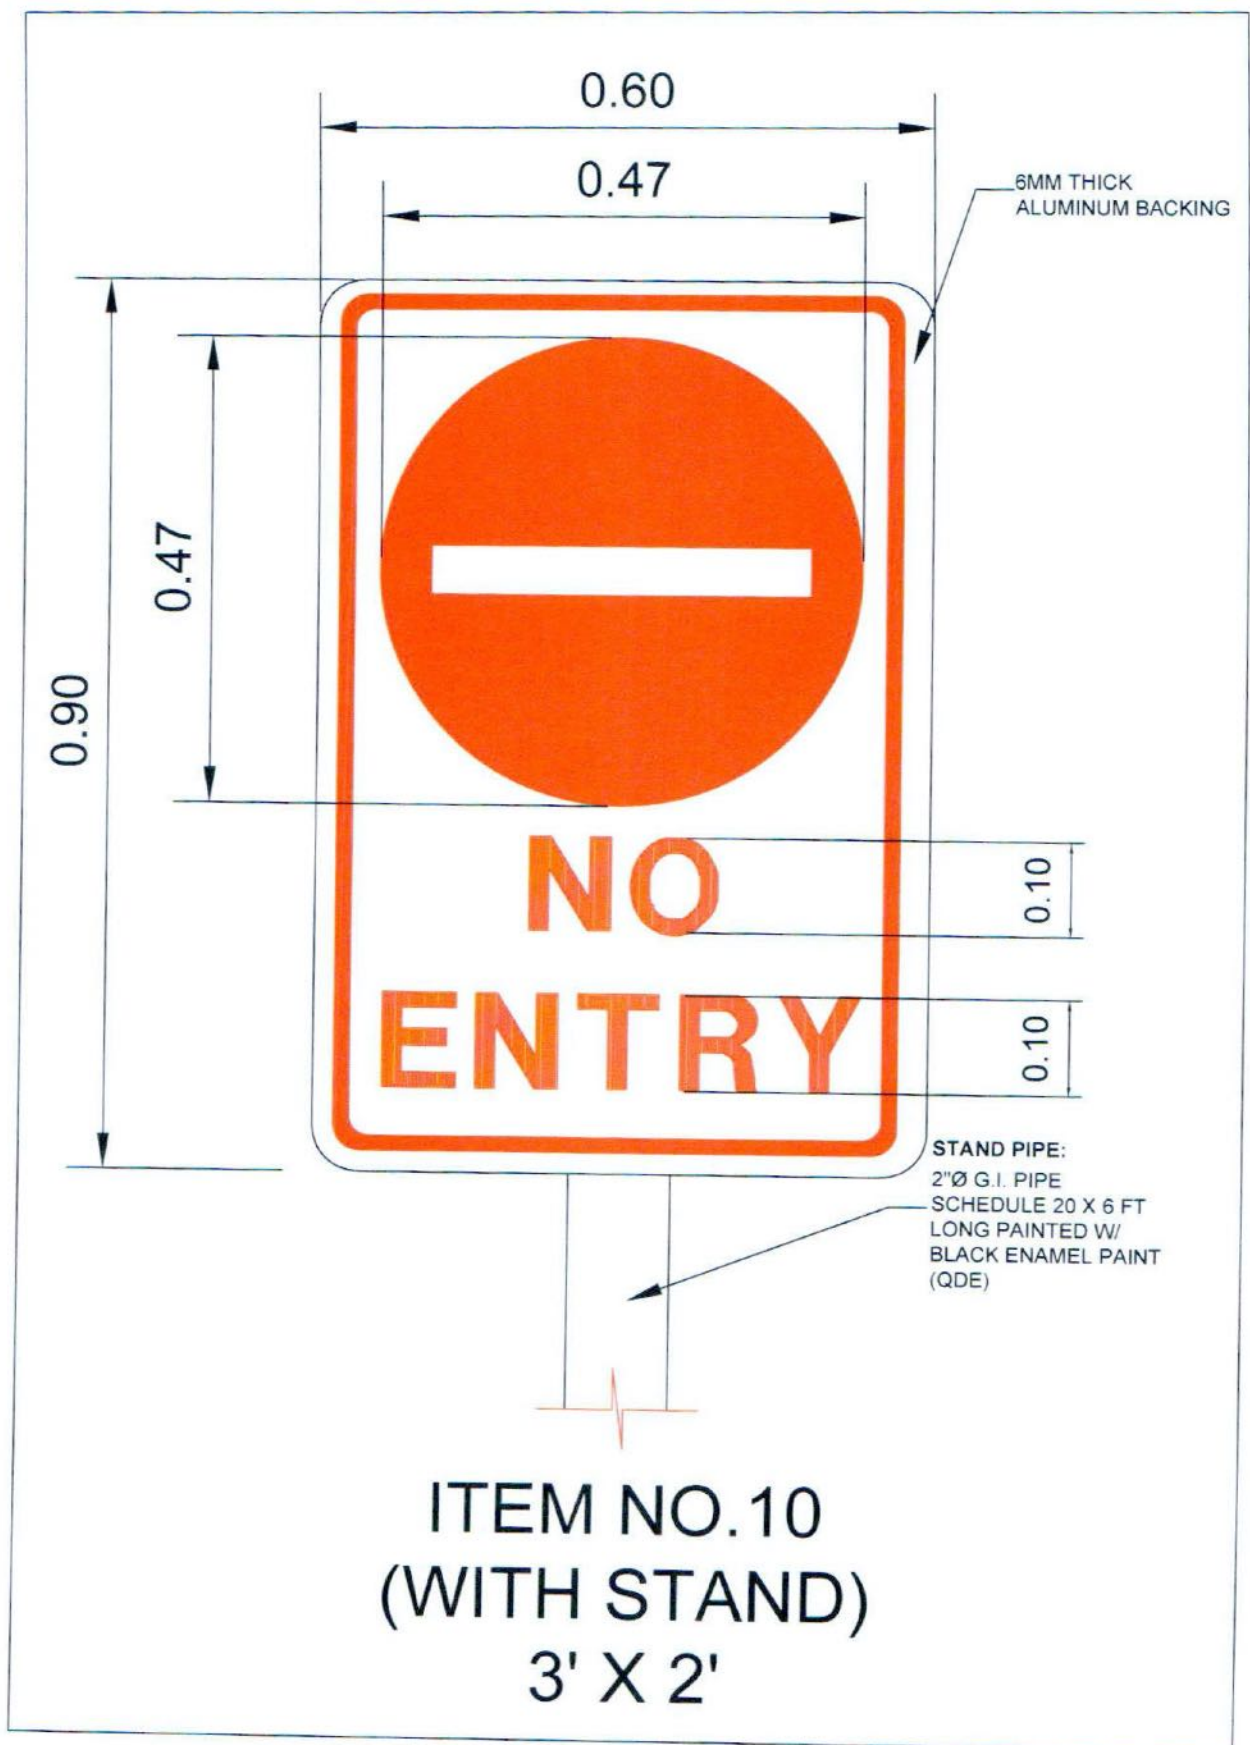 0.60
0.47
6MM THICK
ALUMINUM BACKING
0.47
0.90
NO
0.10
ENTRY
0.10
STAND PIPE:
2"Ø G.I. PIPE
SCHEDULE 20 X 6 FT
LONG PAINTED W/
BLACK ENAMEL PAINT
(QDE)
ITEM NO.10
(WITH STAND)
3' X 2'